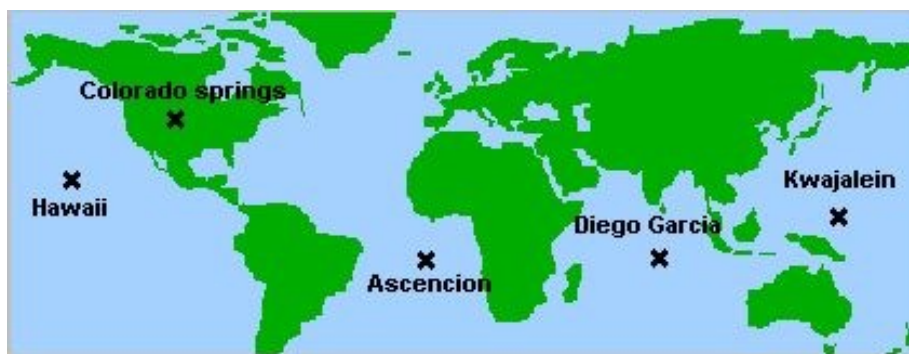 Colorado springs
Kwajalein
Hawaii
Diego Garcia
Ascencion